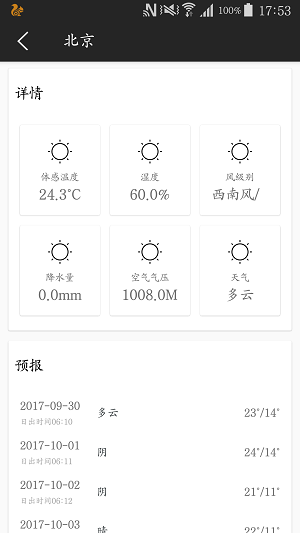 100% 17:53
北京
详情
体感温度 湿度 风级别
24.3°C 60.0% 西南风/
降水量 空气气压 天气
0.0mm 1008.0M 多云
预报
2017-09-30 多云 23°/14°
日出时间06:10
2017-10-01 阴 24°/14°
日出时间06:11
2017-10-02 阴 21°/11°
日出时间06:12
2017-10-03 晴 22°/11°